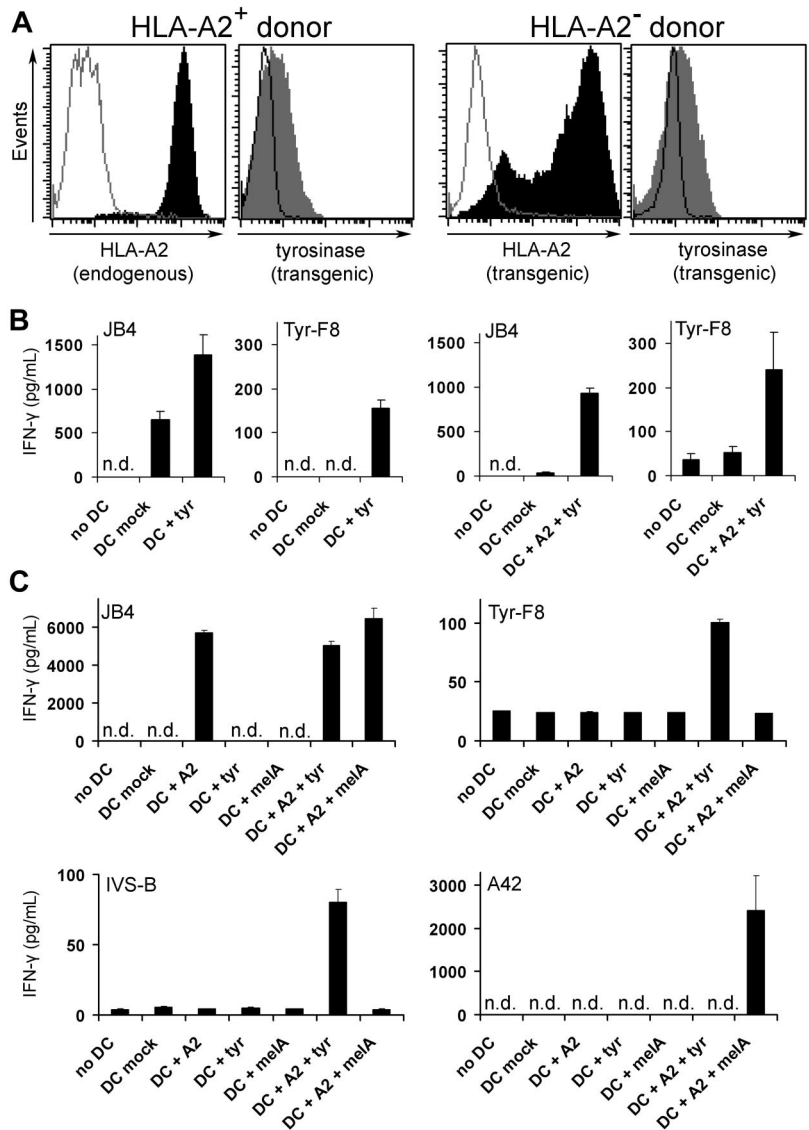 A
HLA-A2+ donor
HLA-A2- donor
Events
HLA-A2
(endogenous)
tyrosinase
(transgenic)
HLA-A2
(transgenic)
tyrosinase
(transgenic)
B
IFN-γ (pg/mL)
JB4
1500
1000
500
0
n.d.
no DC
DC mock
DC + tyr
Tyr-F8
300
200
100
0
n.d.
n.d.
no DC
DC mock
DC + tyr
JB4
1500
1000
500
0
n.d.
no DC
DC mock
DC + A2 + tyr
Tyr-F8
300
200
100
0
no DC
DC mock
DC + A2 + tyr
C
IFN-γ (pg/mL)
JB4
6000
4000
2000
0
n.d.
n.d.
n.d.
n.d.
no DC
DC mock
DC + A2
DC + tyr
DC + melA
DC + A2 + tyr
DC + A2 + melA
Tyr-F8
100
50
25
0
no DC
DC mock
DC + A2
DC + tyr
DC + melA
DC + A2 + tyr
DC + A2 + melA
IFN-γ (pg/mL)
IVS-B
100
50
0
no DC
DC mock
DC + A2
DC + tyr
DC + melA
DC + A2 + tyr
DC + A2 + melA
A42
3000
2000
1000
0
n.d.
n.d.
n.d.
n.d.
n.d.
n.d.
no DC
DC mock
DC + A2
DC + tyr
DC + melA
DC + A2 + tyr
DC + A2 + melA